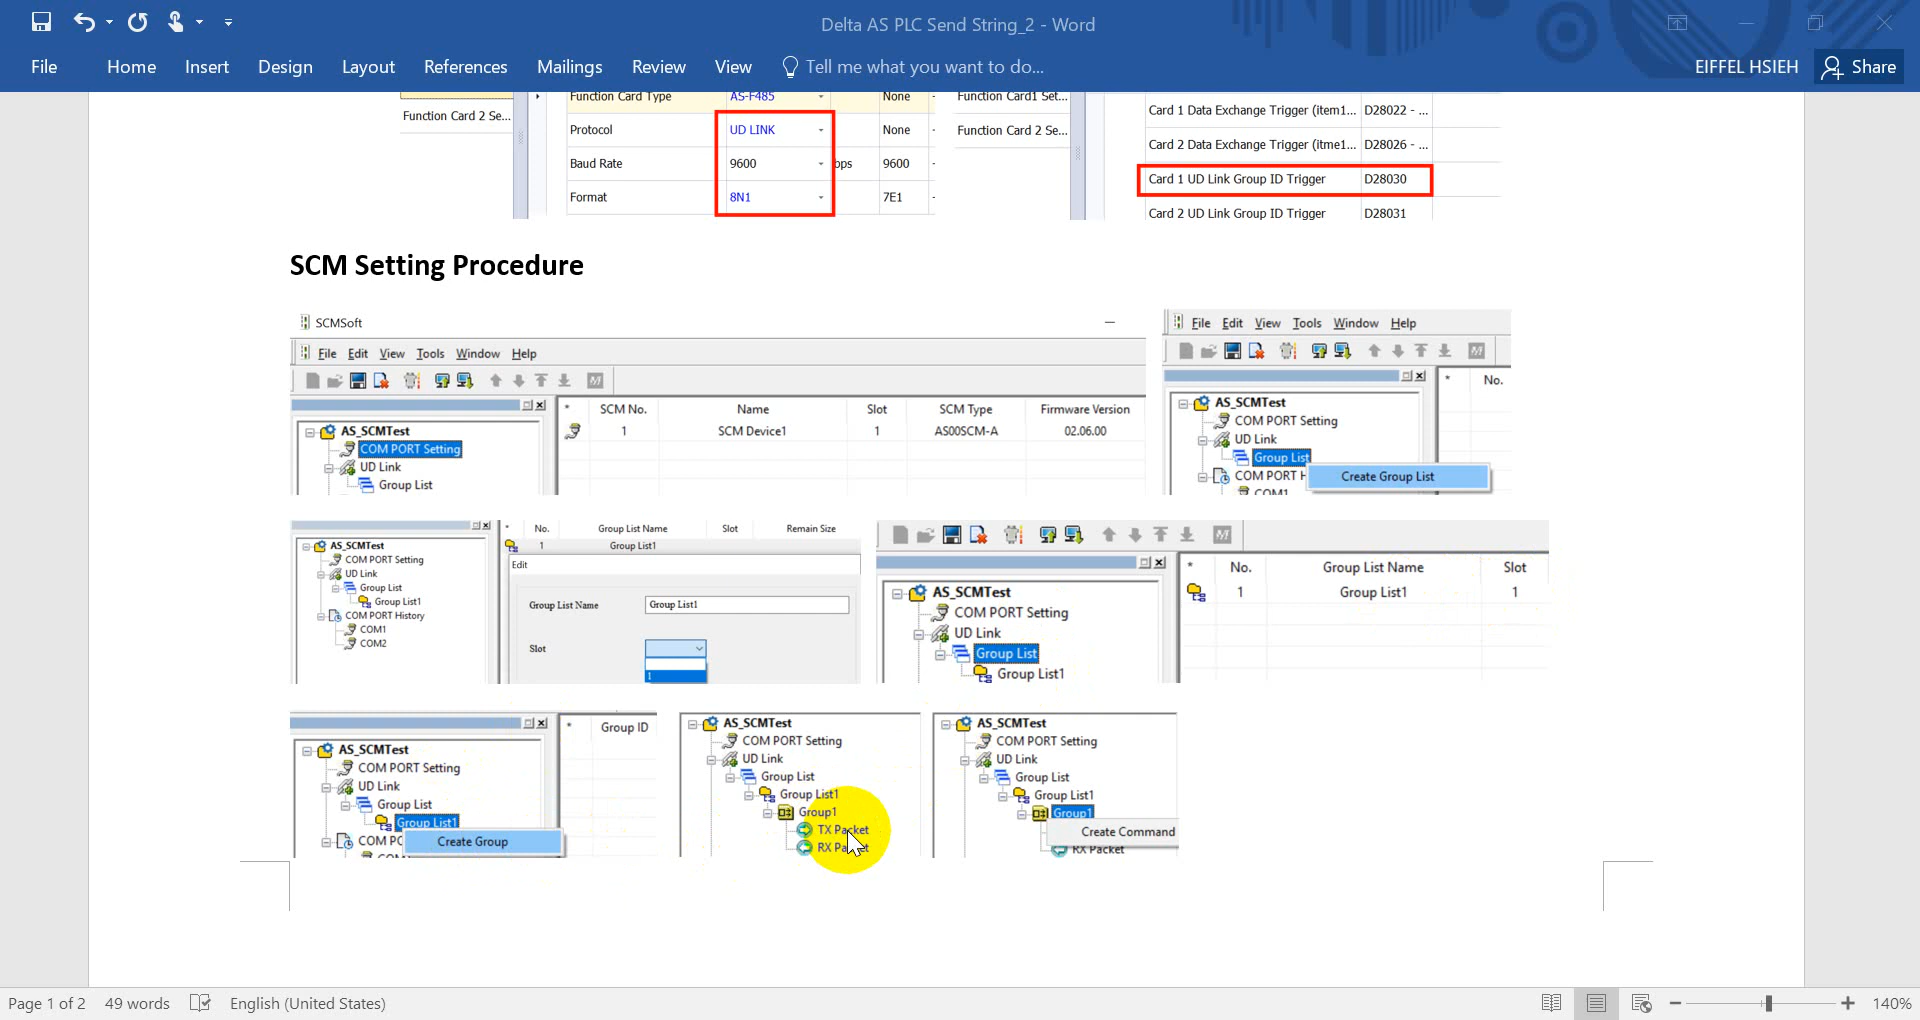 Delta AS PLC Send String_2 - Word
File Home Insert Design Layout References Mailings Review View Tell me what you want to do... EIFFEL HSIEH Share
Function Card Type AS-F485 None
Function Card1 Set...
Function Card 2 Se...
Protocol UD LINK None
Baud Rate 9600 bps 9600
Format 8N1 7E1
Function Card 2 Se...
Card 1 Data Exchange Trigger (item1... D28022 - ...
Card 2 Data Exchange Trigger (itme1... D28026 - ...
Card 1 UD Link Group ID Trigger D28030
Card 2 UD Link Group ID Trigger D28031
SCM Setting Procedure
SCMSoft
File Edit View Tools Window Help
SCM No. Name Slot SCM Type Firmware Version
1 SCM Device1 1 AS00SCM-A 02.06.00
AS_SCMTest
COM PORT Setting
UD Link
Group List
File Edit View Tools Window Help
No.
AS_SCMTest
COM PORT Setting
UD Link
Group List
COM PORT H
Create Group List
COM1
AS_SCMTest
COM PORT Setting
UD Link
Group List
Group List1
COM PORT History
COM1
COM2
No. Group List Name Slot Remain Size
1 Group List1
Edit
Group List Name Group List1
Slot
1
No. Group List Name Slot
1 Group List1 1
AS_SCMTest
COM PORT Setting
UD Link
Group List
Group List1
Group ID
AS_SCMTest
COM PORT Setting
UD Link
Group List
Group List1
COM PC
Create Group
AS_SCMTest
COM PORT Setting
UD Link
Group List
Group List1
Group1
TX Packet
RX Packet
AS_SCMTest
COM PORT Setting
UD Link
Group List
Group List1
Group1
Create Command
RX Packet
Page 1 of 2 49 words English (United States) 140%